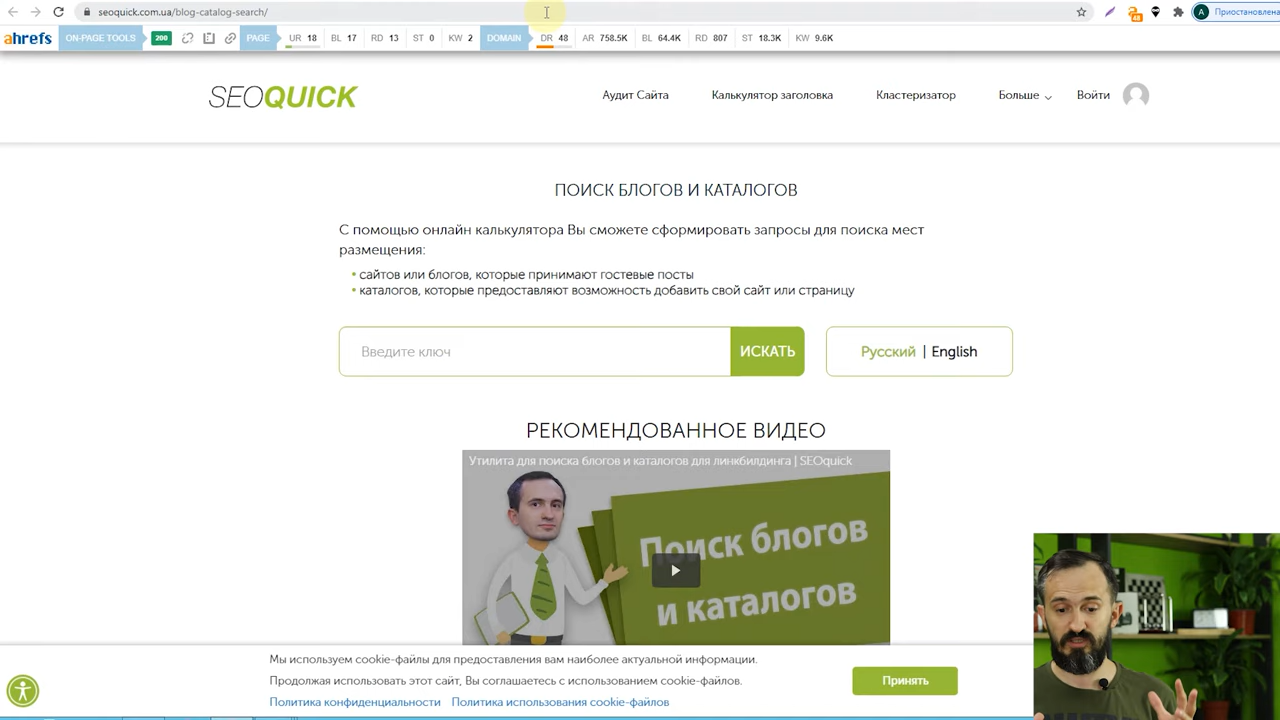 seoquick.com.ua/blog-catalog-search/
A Приостановлена
ahrefs ON-PAGE TOOLS 200 PAGE UR 18 BL 17 RD 13 ST 0 KW 2 DOMAIN DR 48 AR 758.5K BL 64.4K RD 807 ST 18.3K KW 9.6K
SEOQUICK Аудит Сайта Калькулятор заголовка Кластеризатор Больше Войти
ПОИСК БЛОГОВ И КАТАЛОГОВ
С помощью онлайн калькулятора Вы сможете сформировать запросы для поиска мест
размещения:
• сайтов или блогов, которые принимают гостевые посты
• каталогов, которые предоставляют возможность добавить свой сайт или страницу
Введите ключ ИСКАТЬ Русский | English
РЕКОМЕНДОВАННОЕ ВИДЕО
Утилита для поиска блогов и каталогов для линкбилдинга | SEOquick
Поиск блогов
и каталогов
Мы используем cookie-файлы для предоставления вам наиболее актуальной информации.
Продолжая использовать этот сайт, Вы соглашаетесь с использованием cookie-файлов.
Принять
Политика конфиденциальности Политика использования cookie-файлов